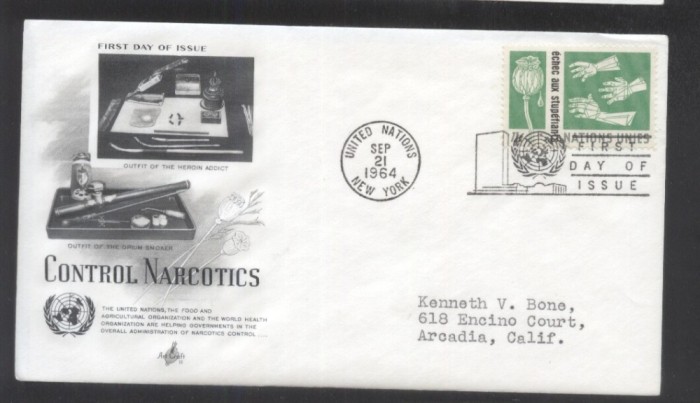 FIRST DAY OF ISSUE
OUTFIT OF THE HEROIN ADDICT
OUTFIT OF THE OPIUM SMOKER
CONTROL NARCOTICS
THE UNITED NATIONS, THE FOOD AND
AGRICULTURAL ORGANIZATION AND THE WORLD HEALTH
ORGANIZATION ARE HELPING GOVERNMENTS IN THE
OVERALL ADMINISTRATION OF NARCOTICS CONTROL ....
Art Craft
UNITED NATIONS
SEP
21
1964
NEW YORK
échec aux stupéfiants
NATIONS UNIES
FIRST
DAY OF
ISSUE
Kenneth V. Bone,
618 Encino Court,
Arcadia, Calif.